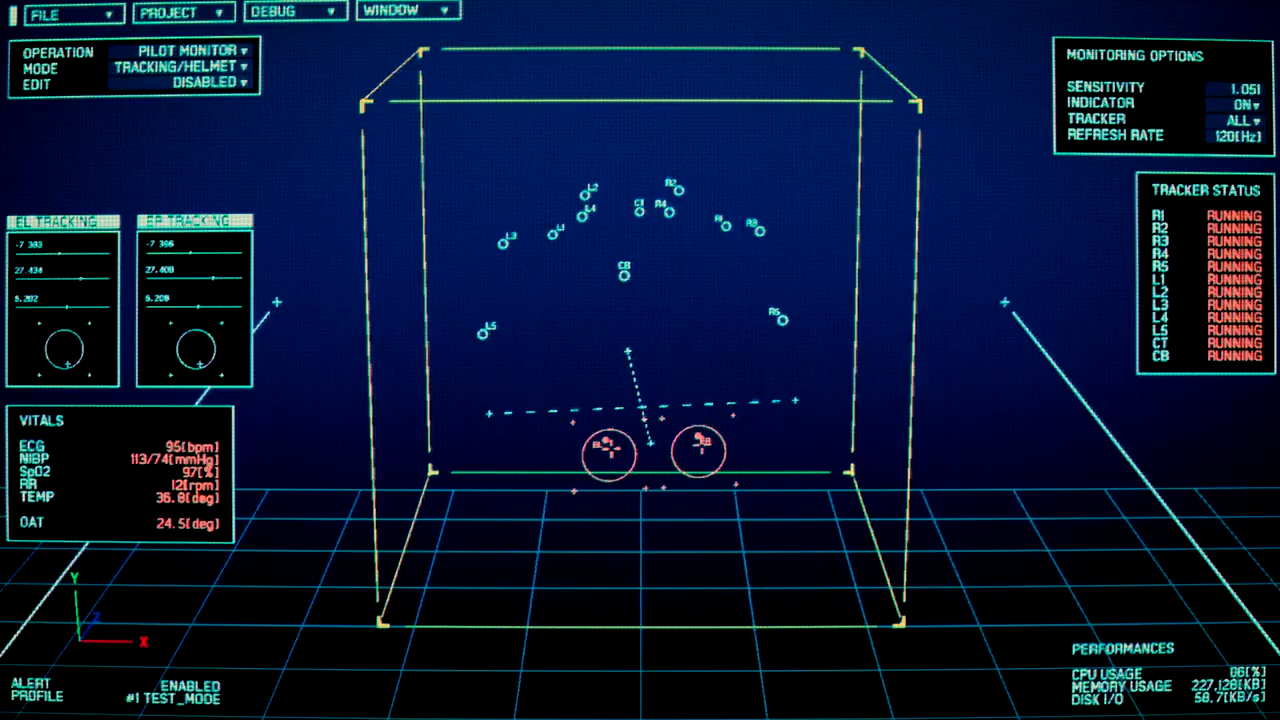 FILE PROJECT DEBUG WINDOW
OPERATION PILOT MONITOR
MODE TRACKING/HELMET
EDIT DISABLED
MONITORING OPTIONS
SENSITIVITY 1.051
INDICATOR ON
TRACKER ALL
REFRESH RATE 120[Hz]
TRACKER STATUS
R1 RUNNING
R2 RUNNING
R3 RUNNING
R4 RUNNING
R5 RUNNING
L1 RUNNING
L2 RUNNING
L3 RUNNING
L4 RUNNING
L5 RUNNING
CT RUNNING
CB RUNNING
L2 R2
L4 CT R4
L3 L1 R1 R3
CB
L5 R5
EL TRACKING
-7.383
27.434
6.202
ER TRACKING
-7.396
27.408
6.208
VITALS
ECG 95[bpm]
NIBP 113/74[mmHg]
SpO2 97[%]
RR 12[rpm]
TEMP 36.8[deg]
OAT 24.5[deg]
Y
Z
X
ALERT ENABLED
PROFILE #1 TEST_MODE
PERFORMANCES
CPU USAGE 06[%]
MEMORY USAGE 227,128[KB]
DISK I/O 58.7[KB/s]